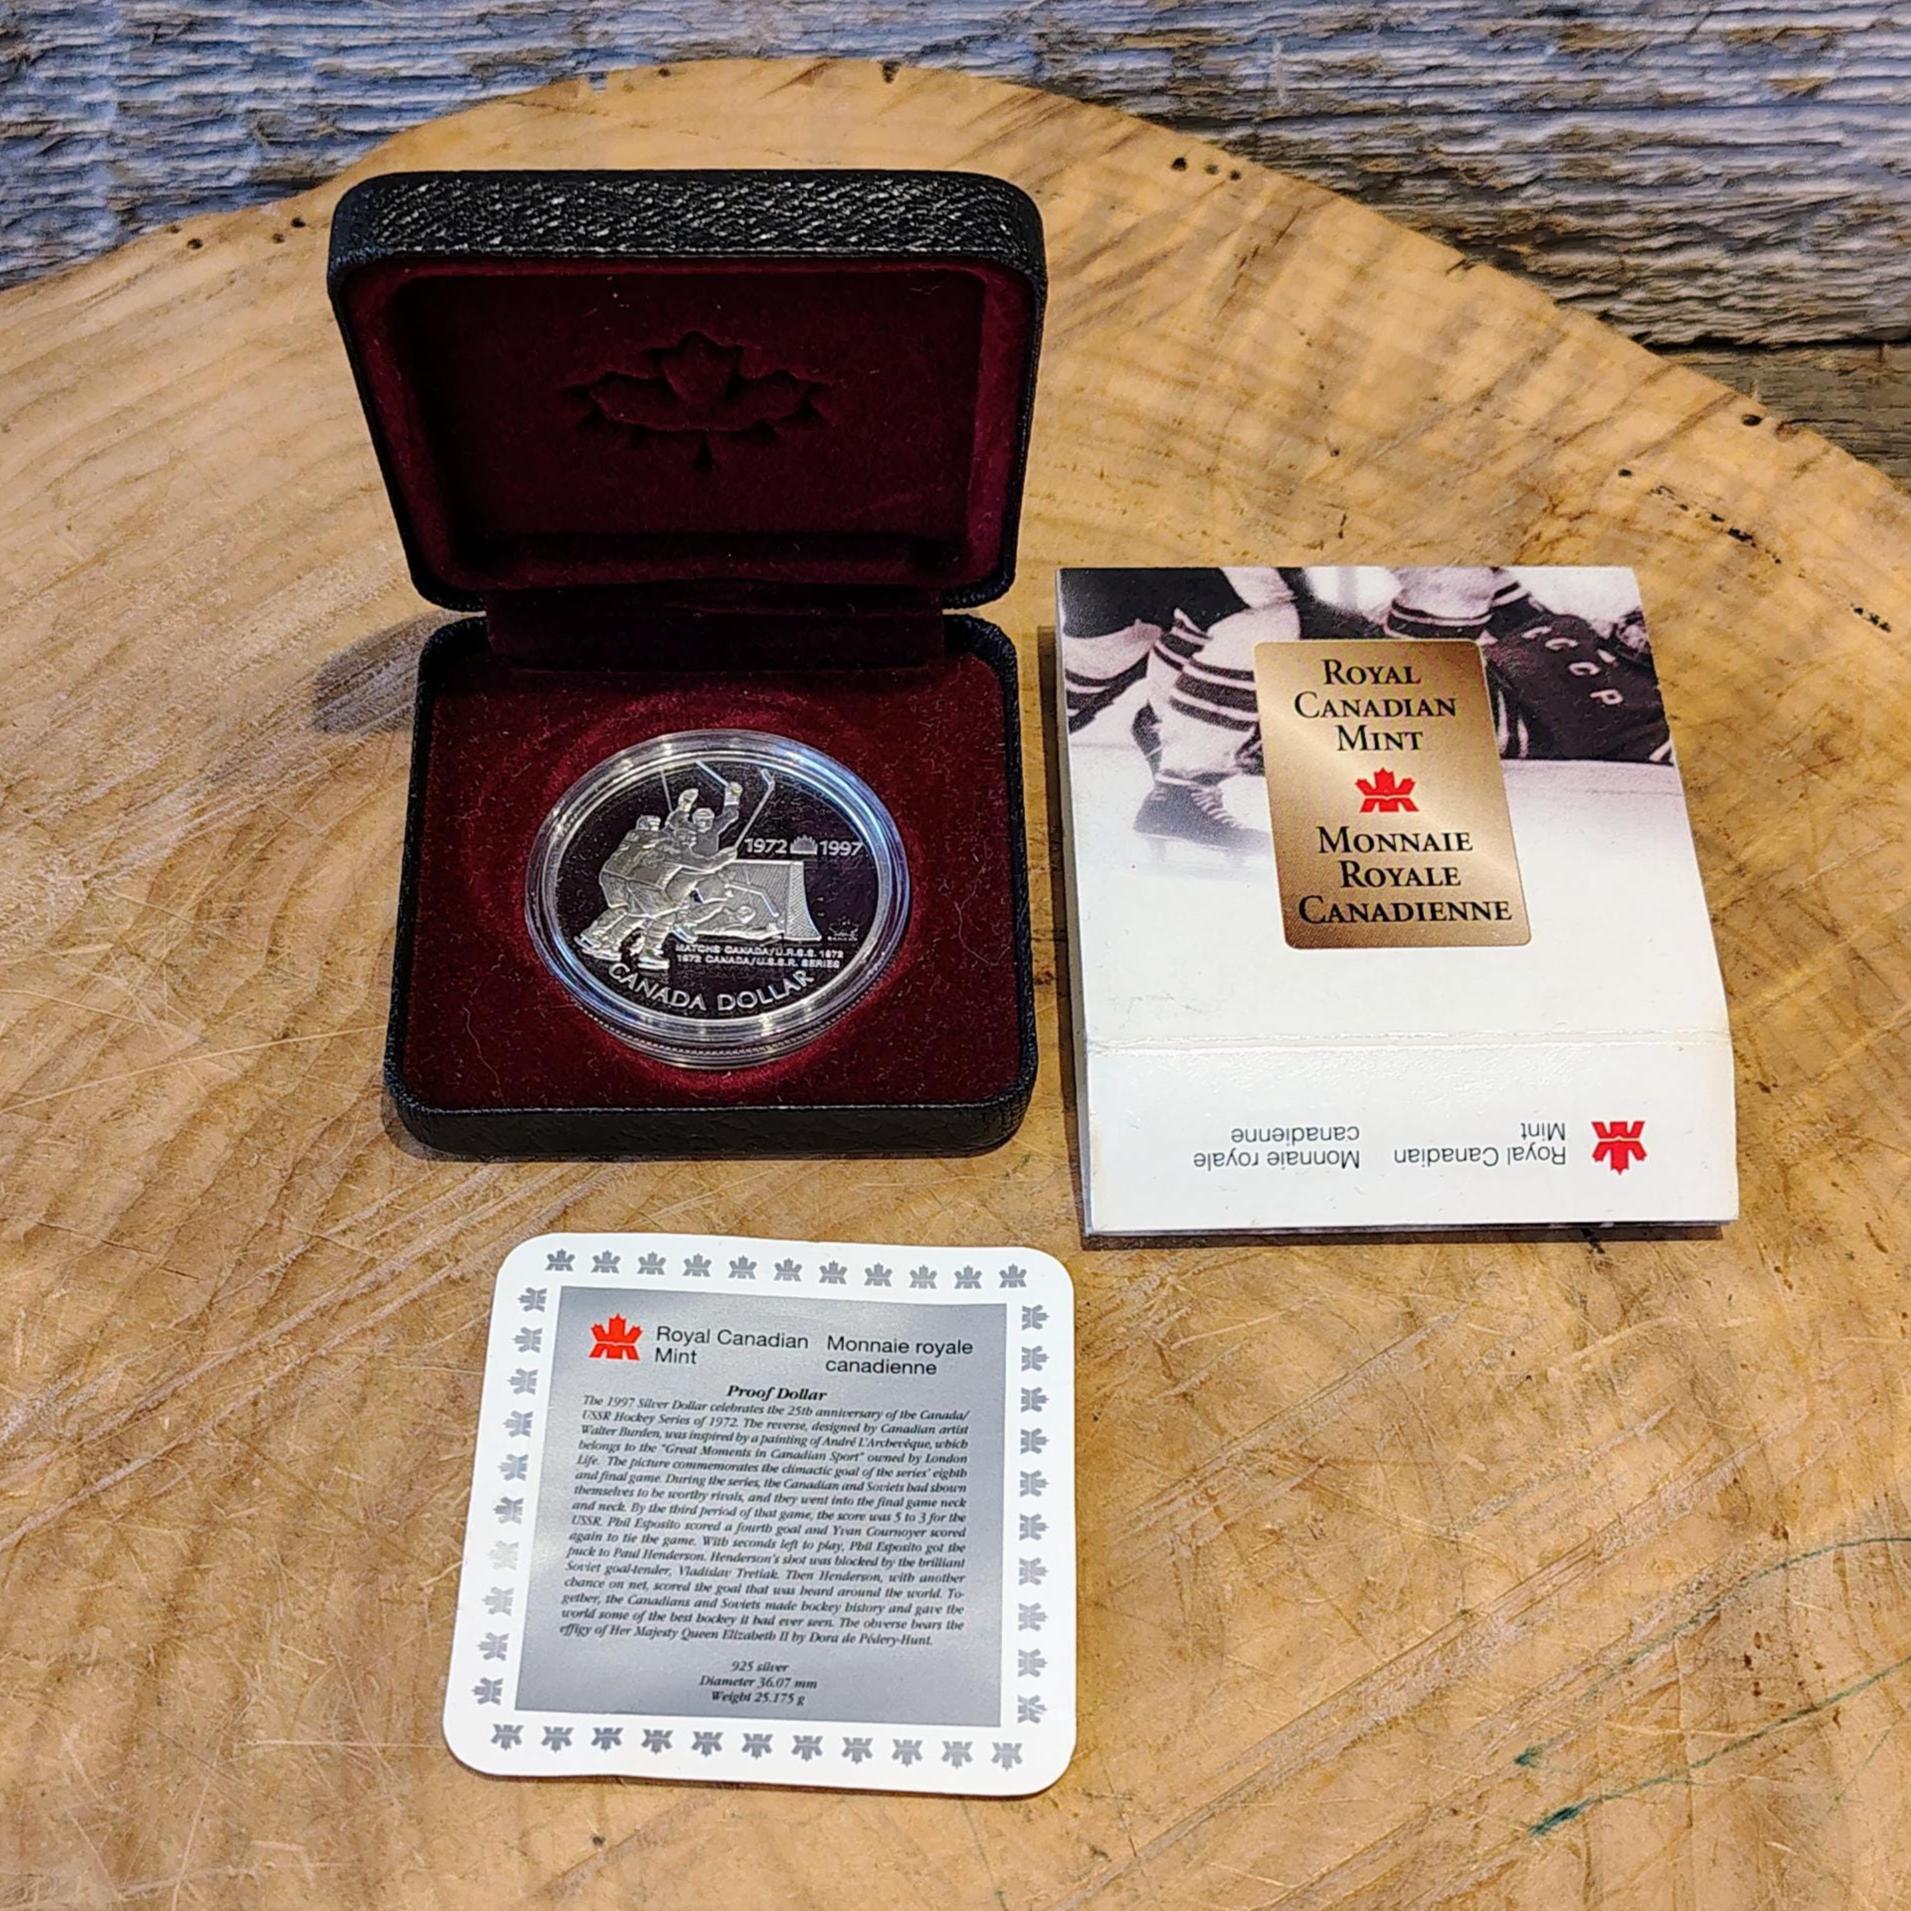 1972 1997
MATCHS CANADA/U.R.S.S. 1972
1972 CANADA/U.S.S.R. SERIES
CANADA DOLLAR
CCCP
ROYAL
CANADIAN
MINT
MONNAIE
ROYALE
CANADIENNE
Royal Canadian Monnaie royale
Mint canadienne
Royal Canadian Monnaie royale
Mint canadienne
Proof Dollar
The 1997 Silver Dollar celebrates the 25th anniversary of the Canada/
USSR Hockey Series of 1972. The reverse, designed by Canadian artist
Walter Burden, was inspired by a painting of André L'Archevêque, which
belongs to the "Great Moments in Canadian Sport" owned by London
Life. The picture commemorates the climactic goal of the series' eighth
and final game. During the series, the Canadian and Soviets had shown
themselves to be worthy rivals, and they went into the final game neck
and neck. By the third period of that game, the score was 5 to 3 for the
USSR. Phil Esposito scored a fourth goal and Yvan Cournoyer scored
again to tie the game. With seconds left to play, Phil Esposito got the
puck to Paul Henderson. Henderson's shot was blocked by the brilliant
Soviet goal-tender, Vladislav Tretiak. Then Henderson, with another
chance on net, scored the goal that was heard around the world. To-
gether, the Canadians and Soviets made hockey history and gave the
world some of the best hockey it had ever seen. The obverse bears the
effigy of Her Majesty Queen Elizabeth II by Dora de Pédery-Hunt.
925 silver
Diameter 36.07 mm
Weight 25.175 g